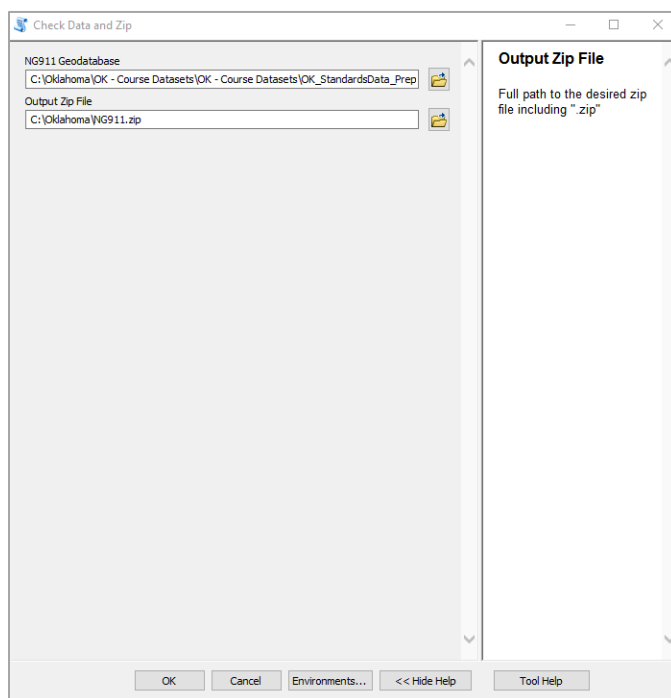 Check Data and Zip
NG911 Geodatabase
C:\Oklahoma\OK - Course Datasets\OK - Course Datasets\OK_StandardsData_Prep
Output Zip File
C:\Oklahoma\NG911.zip
Output Zip File
Full path to the desired zip
file including ".zip"
OK
Cancel
Environments...
<< Hide Help
Tool Help